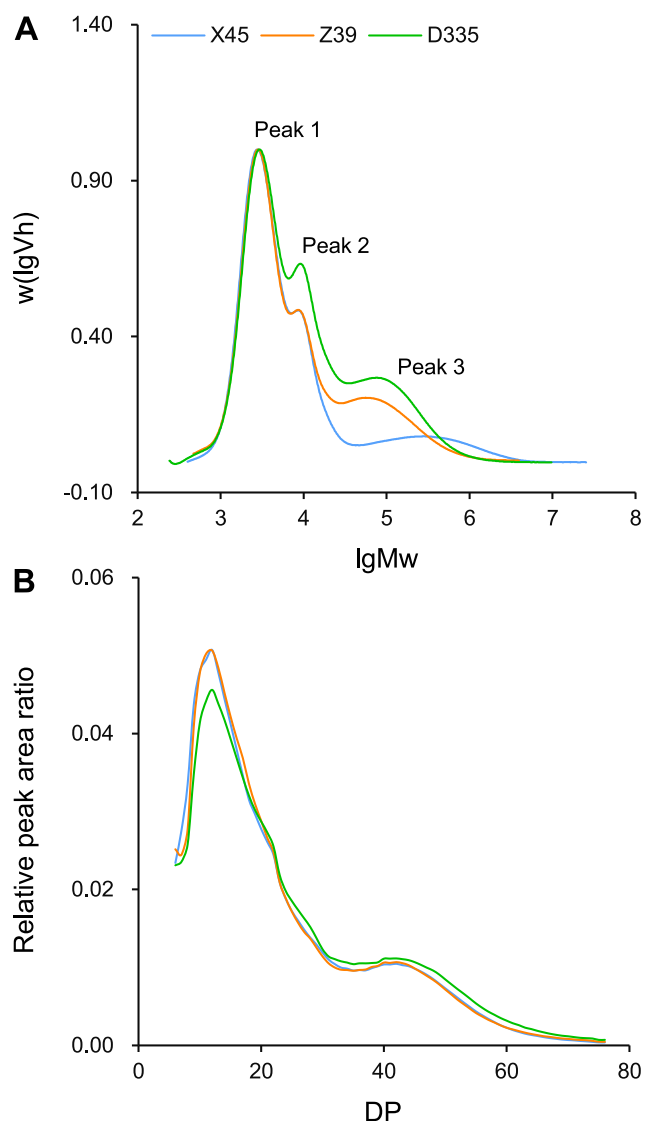 A
1.40
X45 Z39 D335
Peak 1
0.90
Peak 2
w(lgVh)
0.40
Peak 3
-0.10
2 3 4 5 6 7 8
lgMw
B
0.06
0.04
Relative peak area ratio
0.02
0.00
0 20 40 60 80
DP